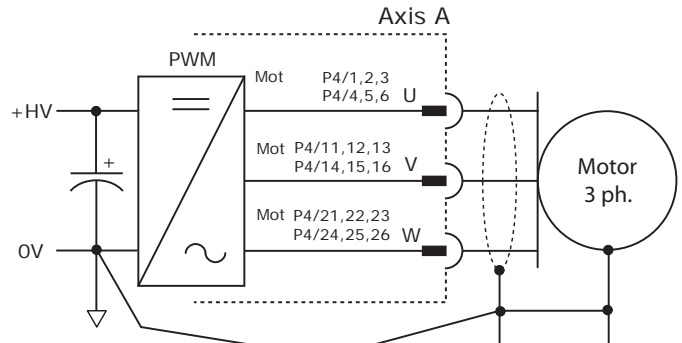 Axis A
PWM
Mot P4/1,2,3
P4/4,5,6 U
+HV
+
Mot P4/11,12,13
P4/14,15,16 V
Motor
3 ph.
Mot P4/21,22,23
P4/24,25,26 W
0V